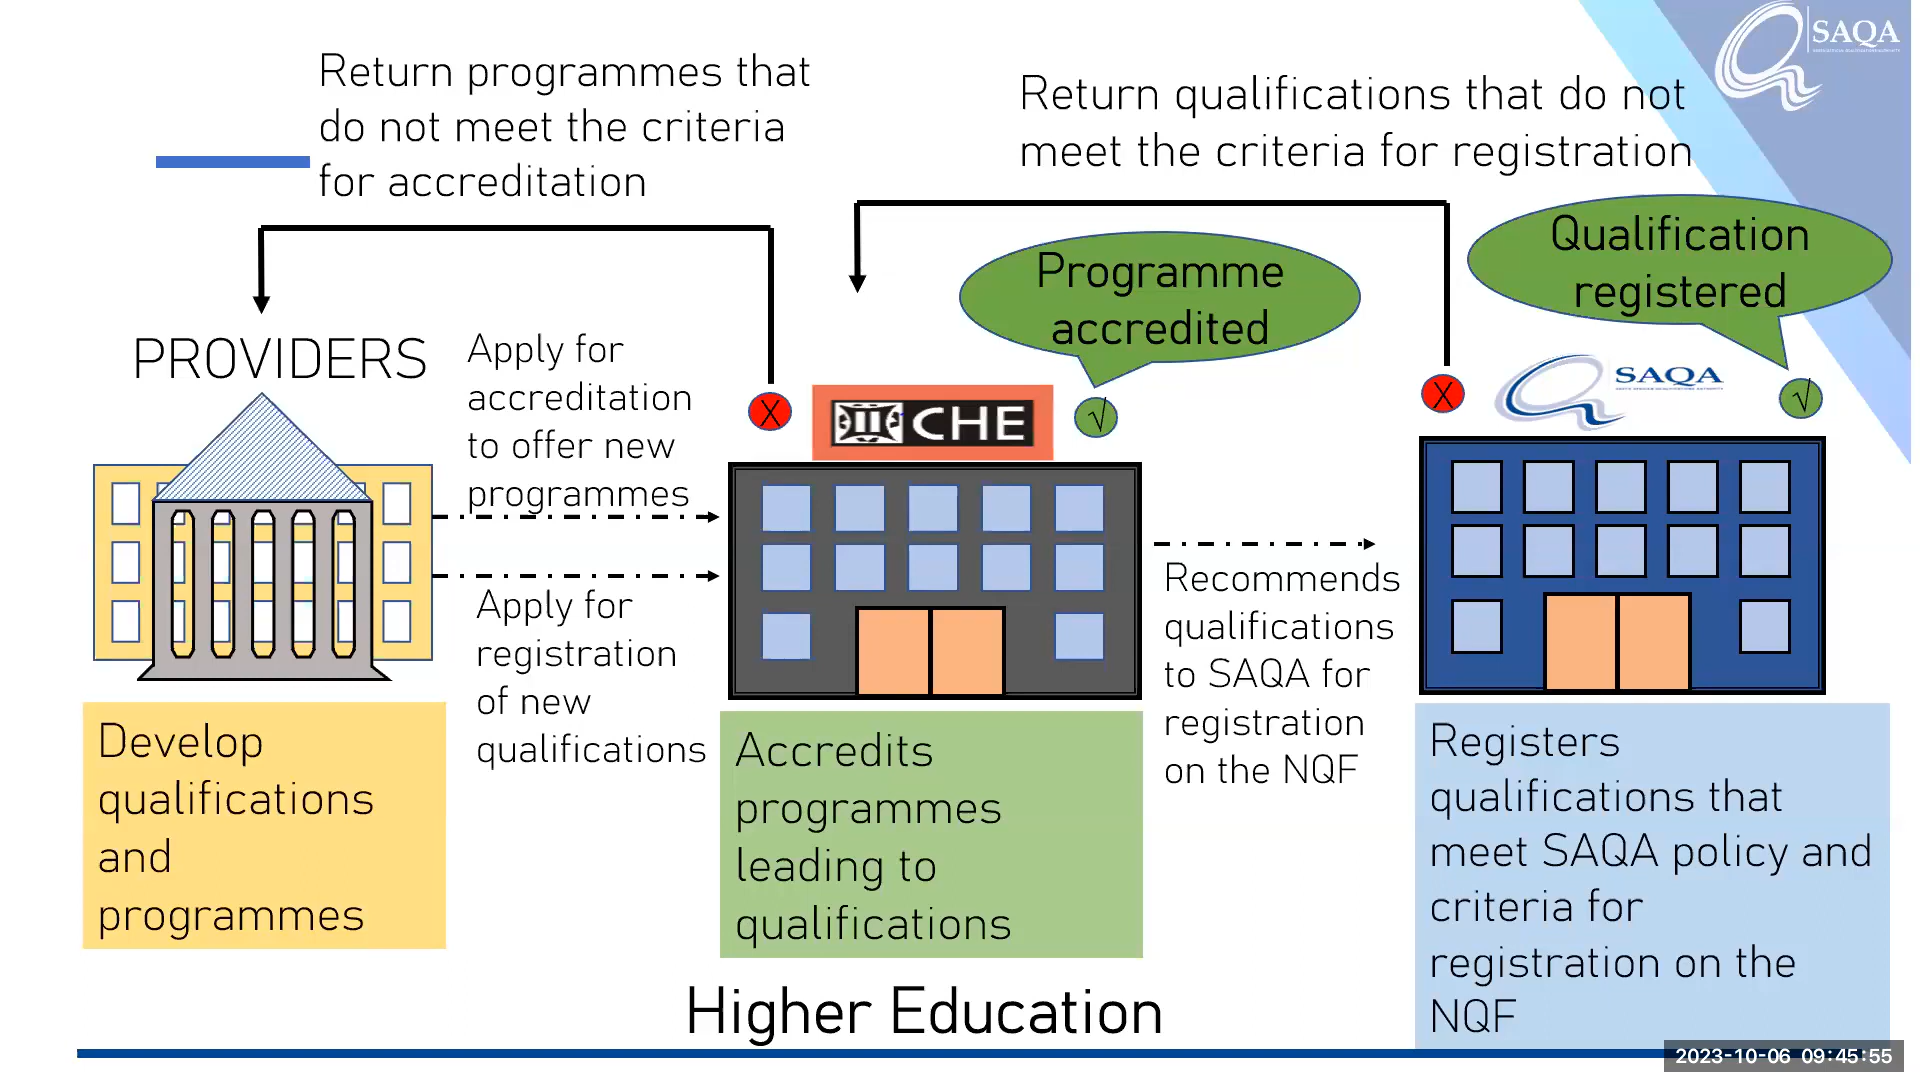 SAQA
Return programmes that
do not meet the criteria
for accreditation
Return qualifications that do not
meet the criteria for registration
Qualification
registered
Programme
accredited
PROVIDERS
Apply for
accreditation
to offer new
programmes
X
CHE
√
X
SAQA
√
Apply for
registration
of new
qualifications
Recommends
qualifications
to SAQA for
registration
on the NQF
Develop
qualifications
and
programmes
Accredits
programmes
leading to
qualifications
Registers
qualifications that
meet SAQA policy and
criteria for
registration on the
NQF
Higher Education
2023-10-06 09:45:55